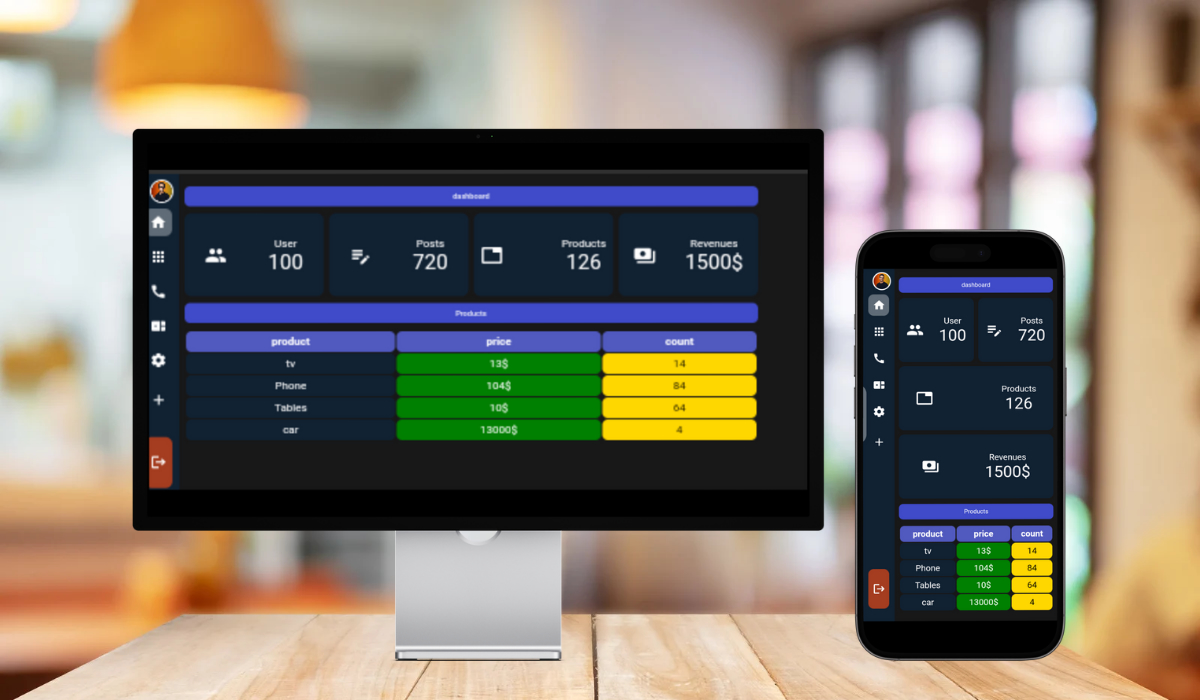 dashboard
User
100
Posts
720
Products
126
Revenues
1500$
Products
product price count
tv 13$ 14
Phone 104$ 84
Tables 10$ 64
car 13000$ 4
dashboard
User
100
Posts
720
Products
126
Revenues
1500$
Products
product price count
tv 13$ 14
Phone 104$ 84
Tables 10$ 64
car 13000$ 4